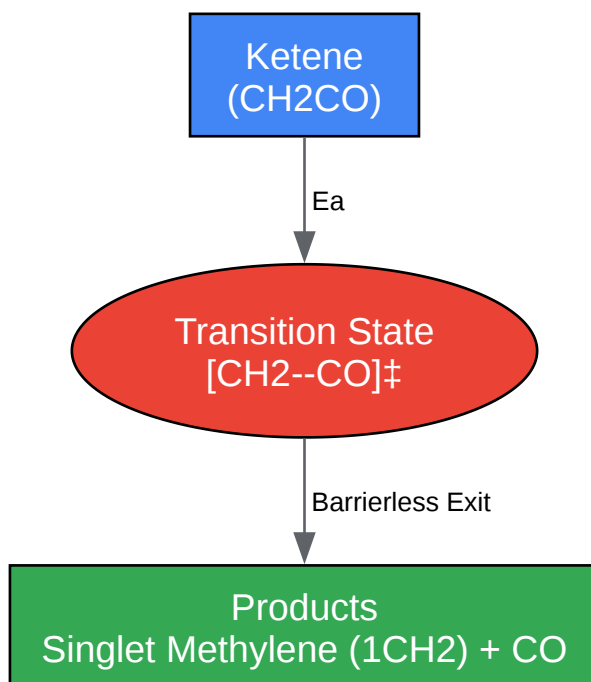 Ketene
(CH2CO)
Ea
Transition State
[CH2--CO]‡
Barrierless Exit
Products
Singlet Methylene (1CH2) + CO